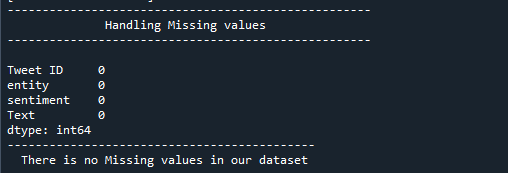 ----------------------------------------------------
Handling Missing values
----------------------------------------------------
Tweet ID 0
entity 0
sentiment 0
Text 0
dtype: int64
--------------------------------------------
There is no Missing values in our dataset